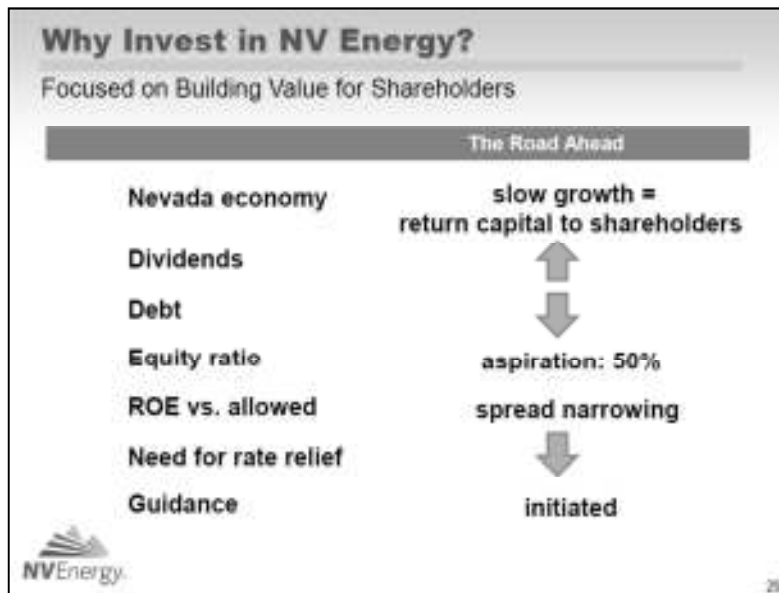 Why Invest in NV Energy?
Focused on Building Value for Shareholders
The Road Ahead
Nevada economy
slow growth =
return capital to shareholders
Dividends
Debt
Equity ratio
aspiration: 50%
ROE vs. allowed
spread narrowing
Need for rate relief
Guidance
initiated
NVEnergy.